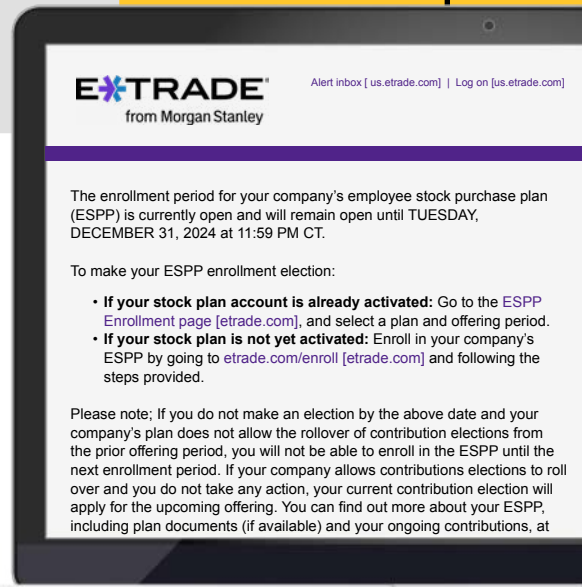 E*TRADE®
from Morgan Stanley
Alert inbox [ us.etrade.com] | Log on [us.etrade.com]
The enrollment period for your company’s employee stock purchase plan
(ESPP) is currently open and will remain open until TUESDAY,
DECEMBER 31, 2024 at 11:59 PM CT.
To make your ESPP enrollment election:
• If your stock plan account is already activated: Go to the ESPP
Enrollment page [etrade.com], and select a plan and offering period.
• If your stock plan is not yet activated: Enroll in your company’s
ESPP by going to etrade.com/enroll [etrade.com] and following the
steps provided.
Please note; If you do not make an election by the above date and your
company’s plan does not allow the rollover of contribution elections from
the prior offering period, you will not be able to enroll in the ESPP until the
next enrollment period. If your company allows contributions elections to roll
over and you do not take any action, your current contribution election will
apply for the upcoming offering. You can find out more about your ESPP,
including plan documents (if available) and your ongoing contributions, at